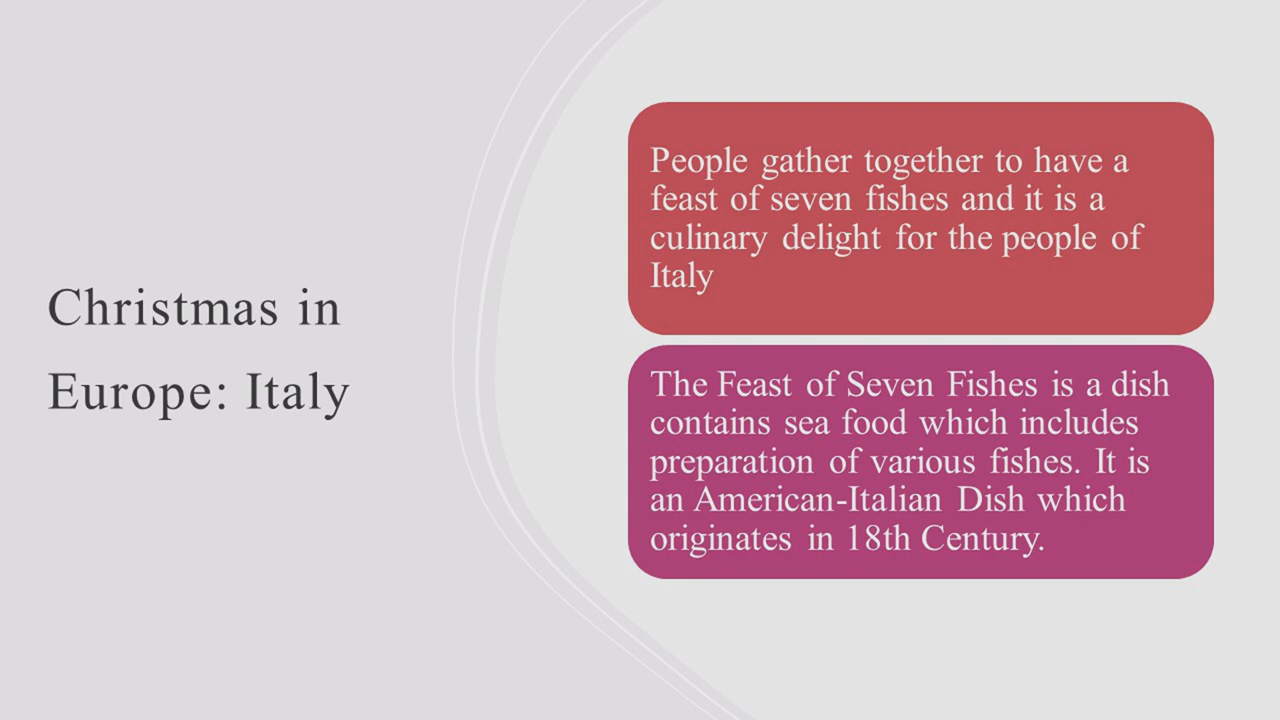 Christmas in
Europe: Italy
People gather together to have a
feast of seven fishes and it is a
culinary delight for the people of
Italy
The Feast of Seven Fishes is a dish
contains sea food which includes
preparation of various fishes. It is
an American-Italian Dish which
originates in 18th Century.